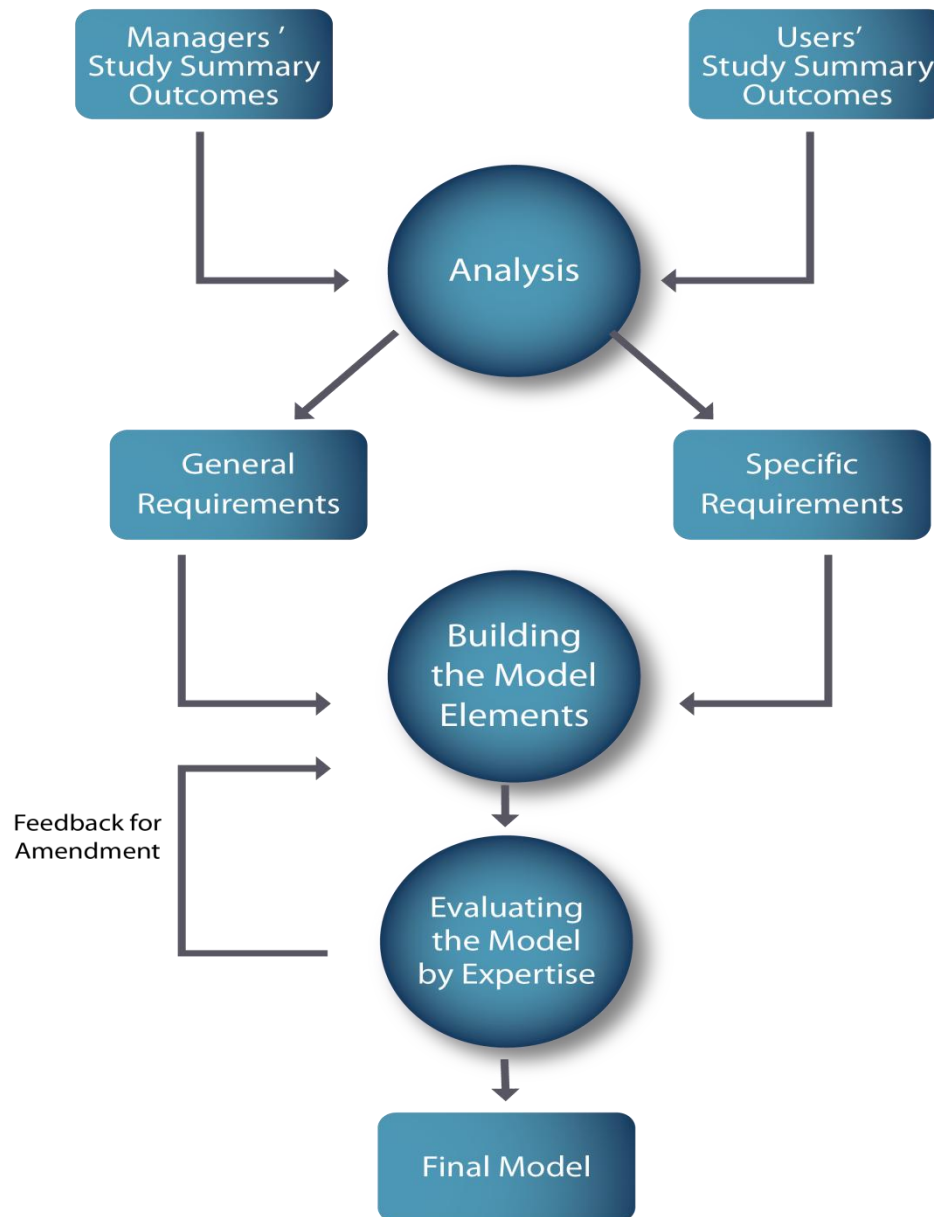 Managers ’
Study Summary
Outcomes
Users’
Study Summary
Outcomes
Analysis
General
Requirements
Specific
Requirements
Building
the Model
Elements
Feedback for
Amendment
Evaluating
the Model
by Expertise
Final Model